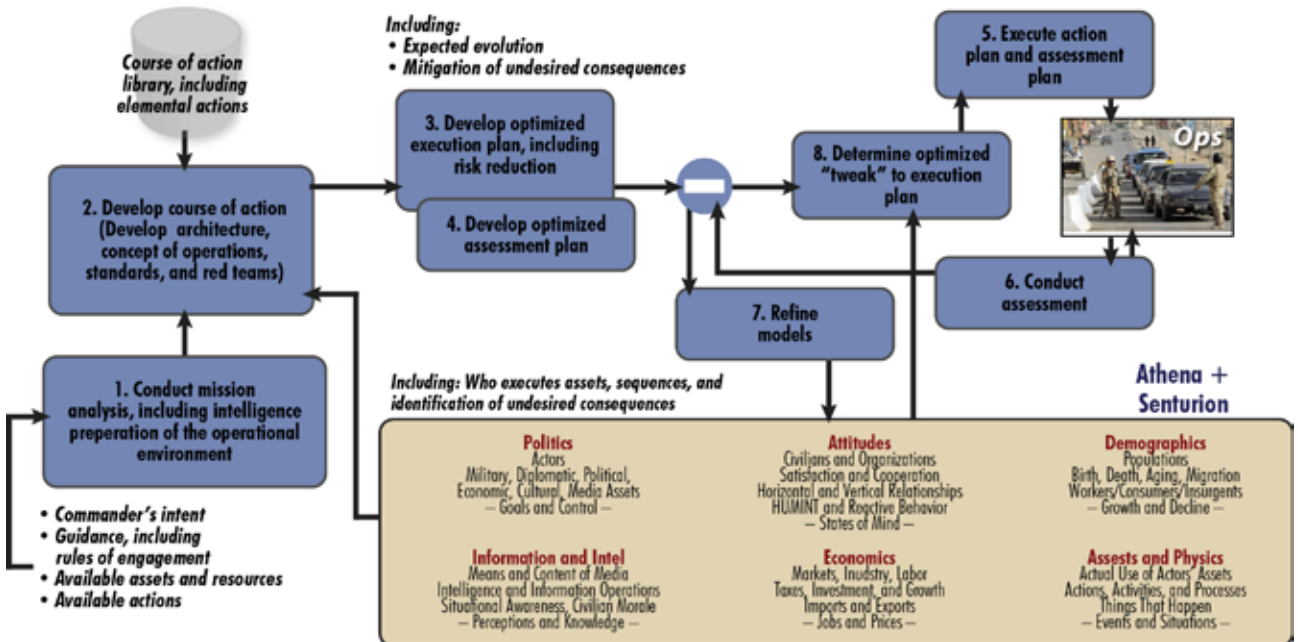 Course of action
library, including
elemental actions
Including:
• Expected evolution
• Mitigation of undesired consequences
5. Execute action
plan and assessment
plan
Ops
3. Develop optimized
execution plan, including
risk reduction
8. Determine optimized
“tweak” to execution
plan
2. Develop course of action
(Develop architecture,
concept of operations,
standards, and red teams)
4. Develop optimized
assessment plan
6. Conduct
assessment
7. Refine
models
1. Conduct mission
analysis, including intelligence
preperation of the operational
environment
Including: Who executes assets, sequences, and
identification of undesired consequences
Athena +
Senturion
• Commander’s intent
• Guidance, including
rules of engagement
• Available assets and resources
• Available actions
Politics
Actors
Military, Diplomatic, Political,
Economic, Cultural, Media Assets
– Goals and Control –
Attitudes
Civilians and Organizations
Satisfaction and Cooperation
Horizontal and Vertical Relationships
HUMINT and Reactive Behavior
– States of Mind –
Demographics
Populations
Birth, Death, Aging, Migration
Workers/Consumers/Insurgents
– Growth and Decline –
Information and Intel
Means and Content of Media
Intelligence and Information Operations
Situational Awareness, Civilian Morale
– Perceptions and Knowledge –
Economics
Markets, Inudstry, Labor
Taxes, Investment, and Growth
Imports and Exports
– Jobs and Prices –
Assests and Physics
Actual Use of Actors’ Assets
Actions, Activities, and Processes
Things That Happen
– Events and Situations –